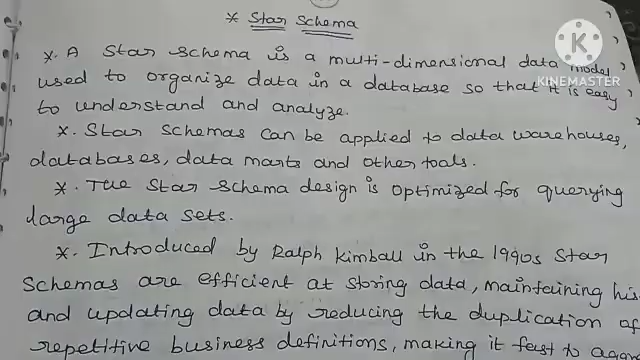 * Star Schema
*. A Star schema is a multi-dimensional data model
used to organize data in a database so that it is easy
to understand and analyze.
*. Star schemas can be applied to data warehouses,
databases, data marts and other tools.
*. The Star schema design is optimized for querying
large data sets.
*. Introduced by Ralph Kimball in the 1990s Star
schemas are efficient at storing data, maintaining his
and updating data by reducing the duplication of
repetitive business definitions, making it fast to
KINEMASTER